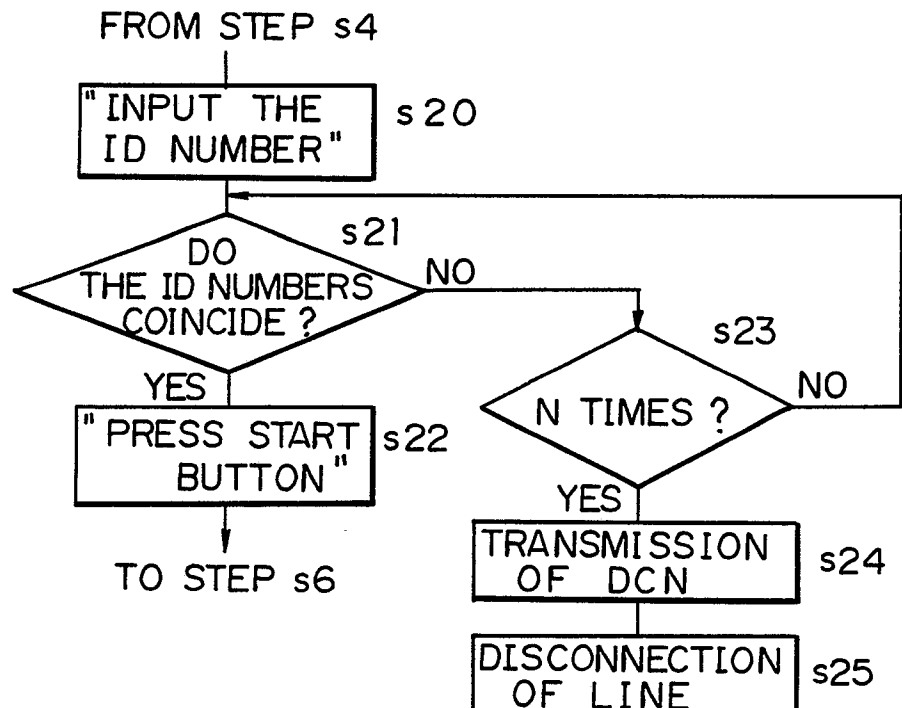 FROM STEP s4
"INPUT THE
ID NUMBER"
s20
s21
DO
THE ID NUMBERS
COINCIDE ?
NO
YES
"PRESS START
BUTTON"
s22
TO STEP s6
s23
N TIMES ?
NO
YES
TRANSMISSION
OF DCN
s24
DISCONNECTION
OF LINE
s25